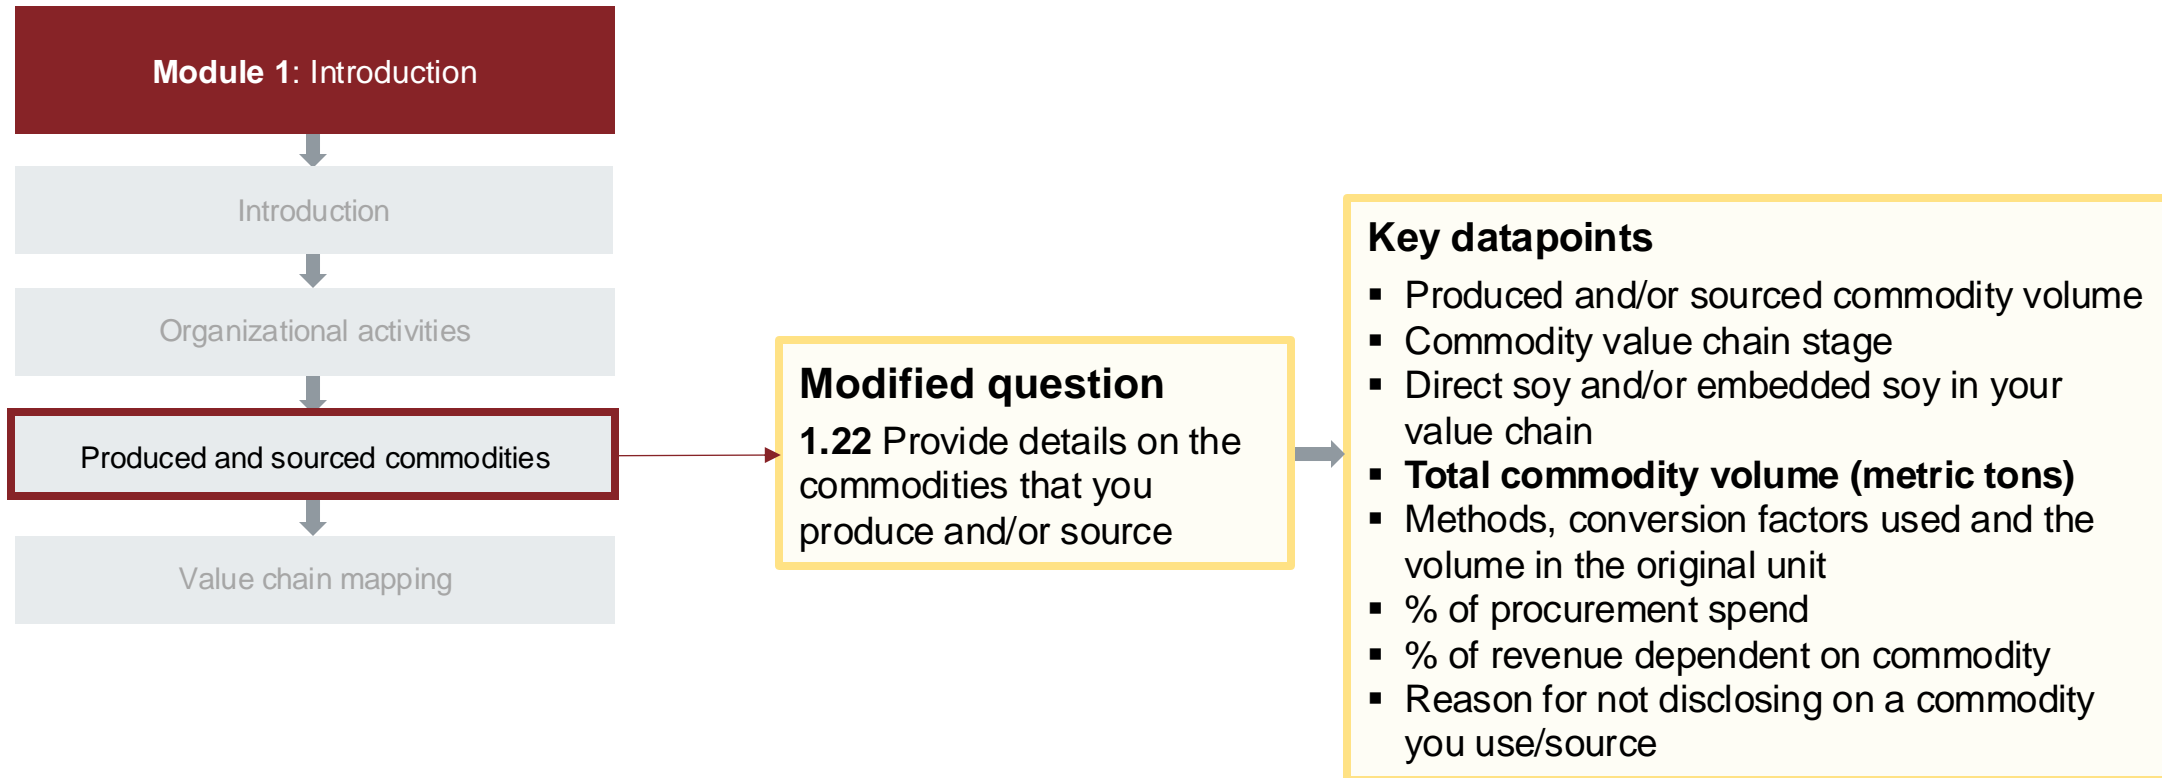 Module 1: Introduction
Introduction
Organizational activities
Produced and sourced commodities
Value chain mapping
Modified question
1.22 Provide details on the
commodities that you
produce and/or source
Key datapoints
▪ Produced and/or sourced commodity volume
▪ Commodity value chain stage
▪ Direct soy and/or embedded soy in your
value chain
▪ Total commodity volume (metric tons)
▪ Methods, conversion factors used and the
volume in the original unit
▪ % of procurement spend
▪ % of revenue dependent on commodity
▪ Reason for not disclosing on a commodity
you use/source